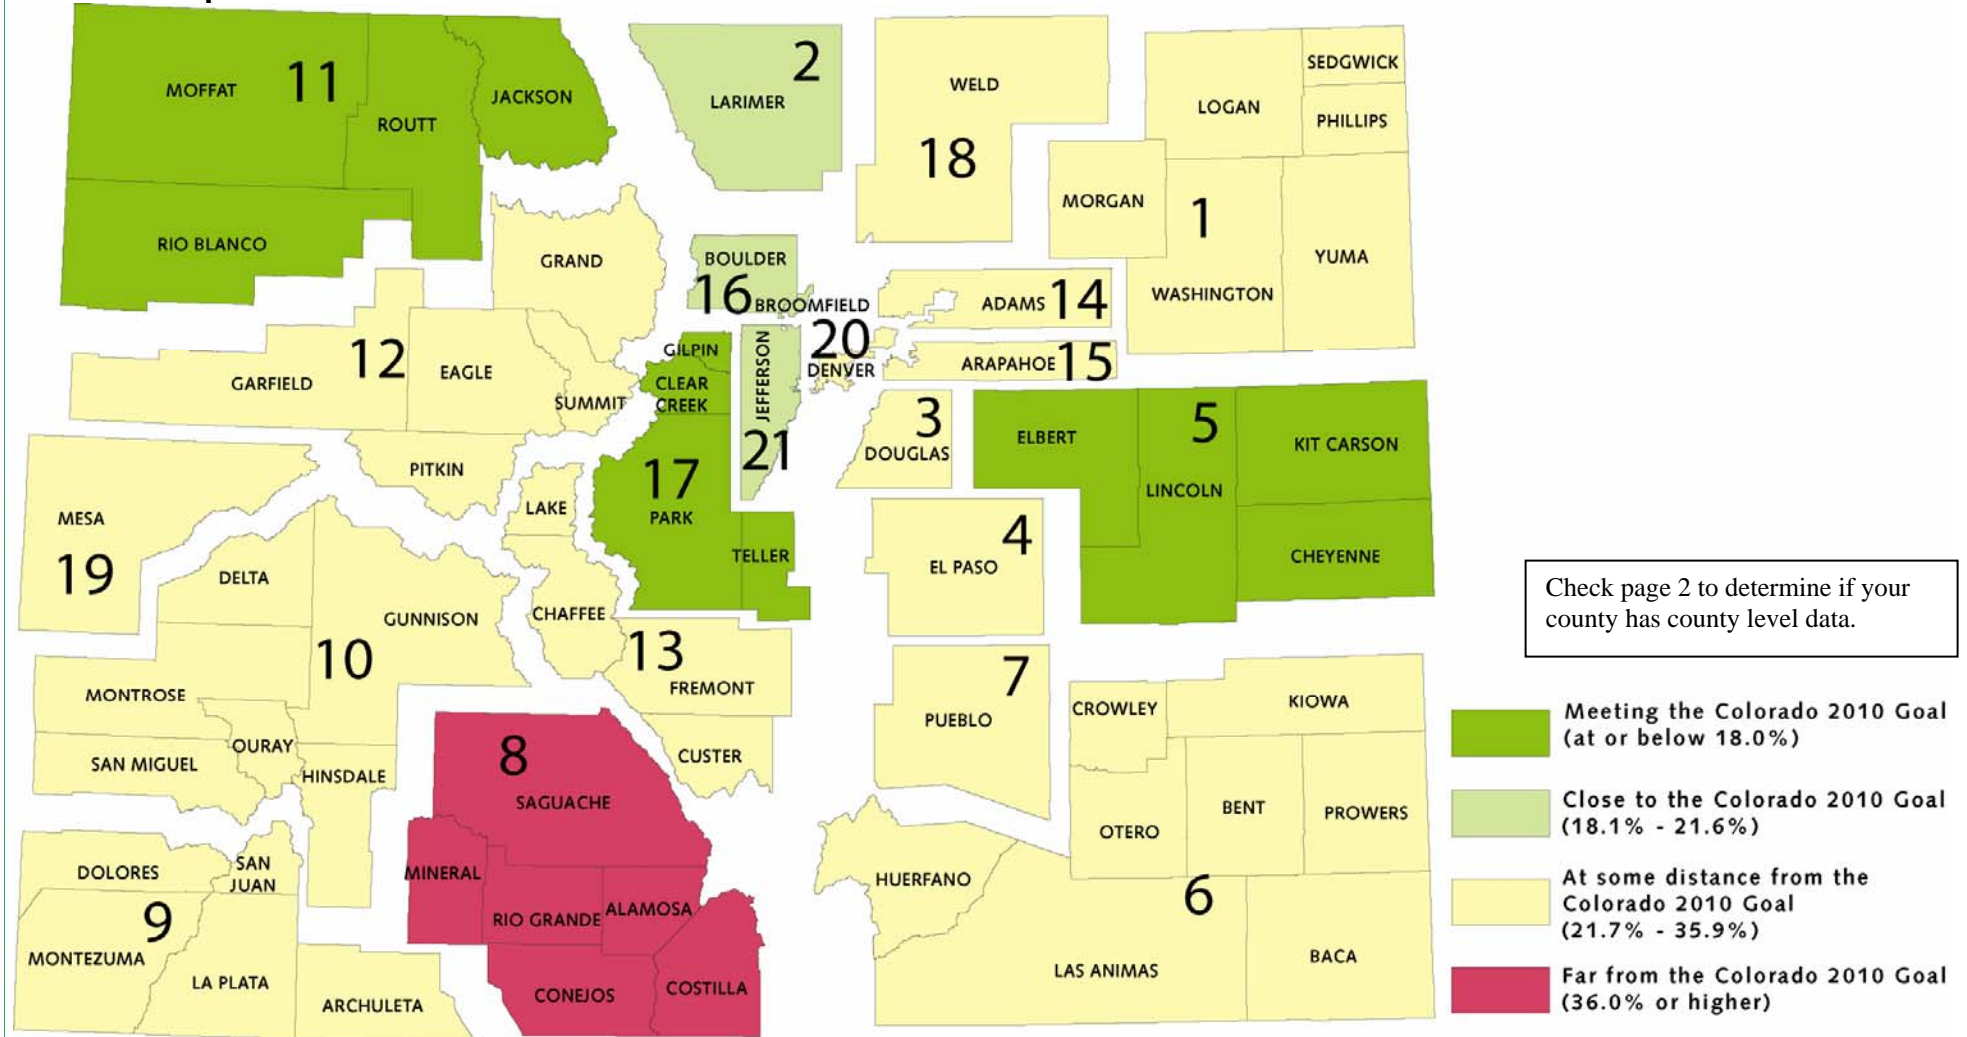 MOFFAT
11
ROUTT
JACKSON
RIO BLANCO
2
LARIMER
WELD
18
LOGAN
SEDGWICK
PHILLIPS
MORGAN
1
WASHINGTON
YUMA
GRAND
BOULDER
16
BROOMFIELD
ADAMS 14
20
DENVER
ARAPAHOE 15
GILPIN
CLEAR
CREEK
JEFFERSON
21
12
GARFIELD
EAGLE
SUMMIT
PITKIN
LAKE
17
PARK
TELLER
3
DOUGLAS
ELBERT
5
LINCOLN
KIT CARSON
CHEYENNE
MESA
19
DELTA
GUNNISON
10
CHAFFEE
13
FREMONT
4
EL PASO
MONTROSE
OURAY
SAN MIGUEL
HINSDALE
CUSTER
7
PUEBLO
CROWLEY
KIOWA
8
SAGUACHE
MINERAL
RIO GRANDE
ALAMOSA
CONEJOS
COSTILLA
OTERO
BENT
PROWERS
DOLORES
SAN
JUAN
9
MONTEZUMA
LA PLATA
ARCHULETA
HUERFANO
6
LAS ANIMAS
BACA
Check page 2 to determine if your
county has county level data.
Meeting the Colorado 2010 Goal
(at or below 18.0%)
Close to the Colorado 2010 Goal
(18.1% - 21.6%)
At some distance from the
Colorado 2010 Goal
(21.7% - 35.9%)
Far from the Colorado 2010 Goal
(36.0% or higher)